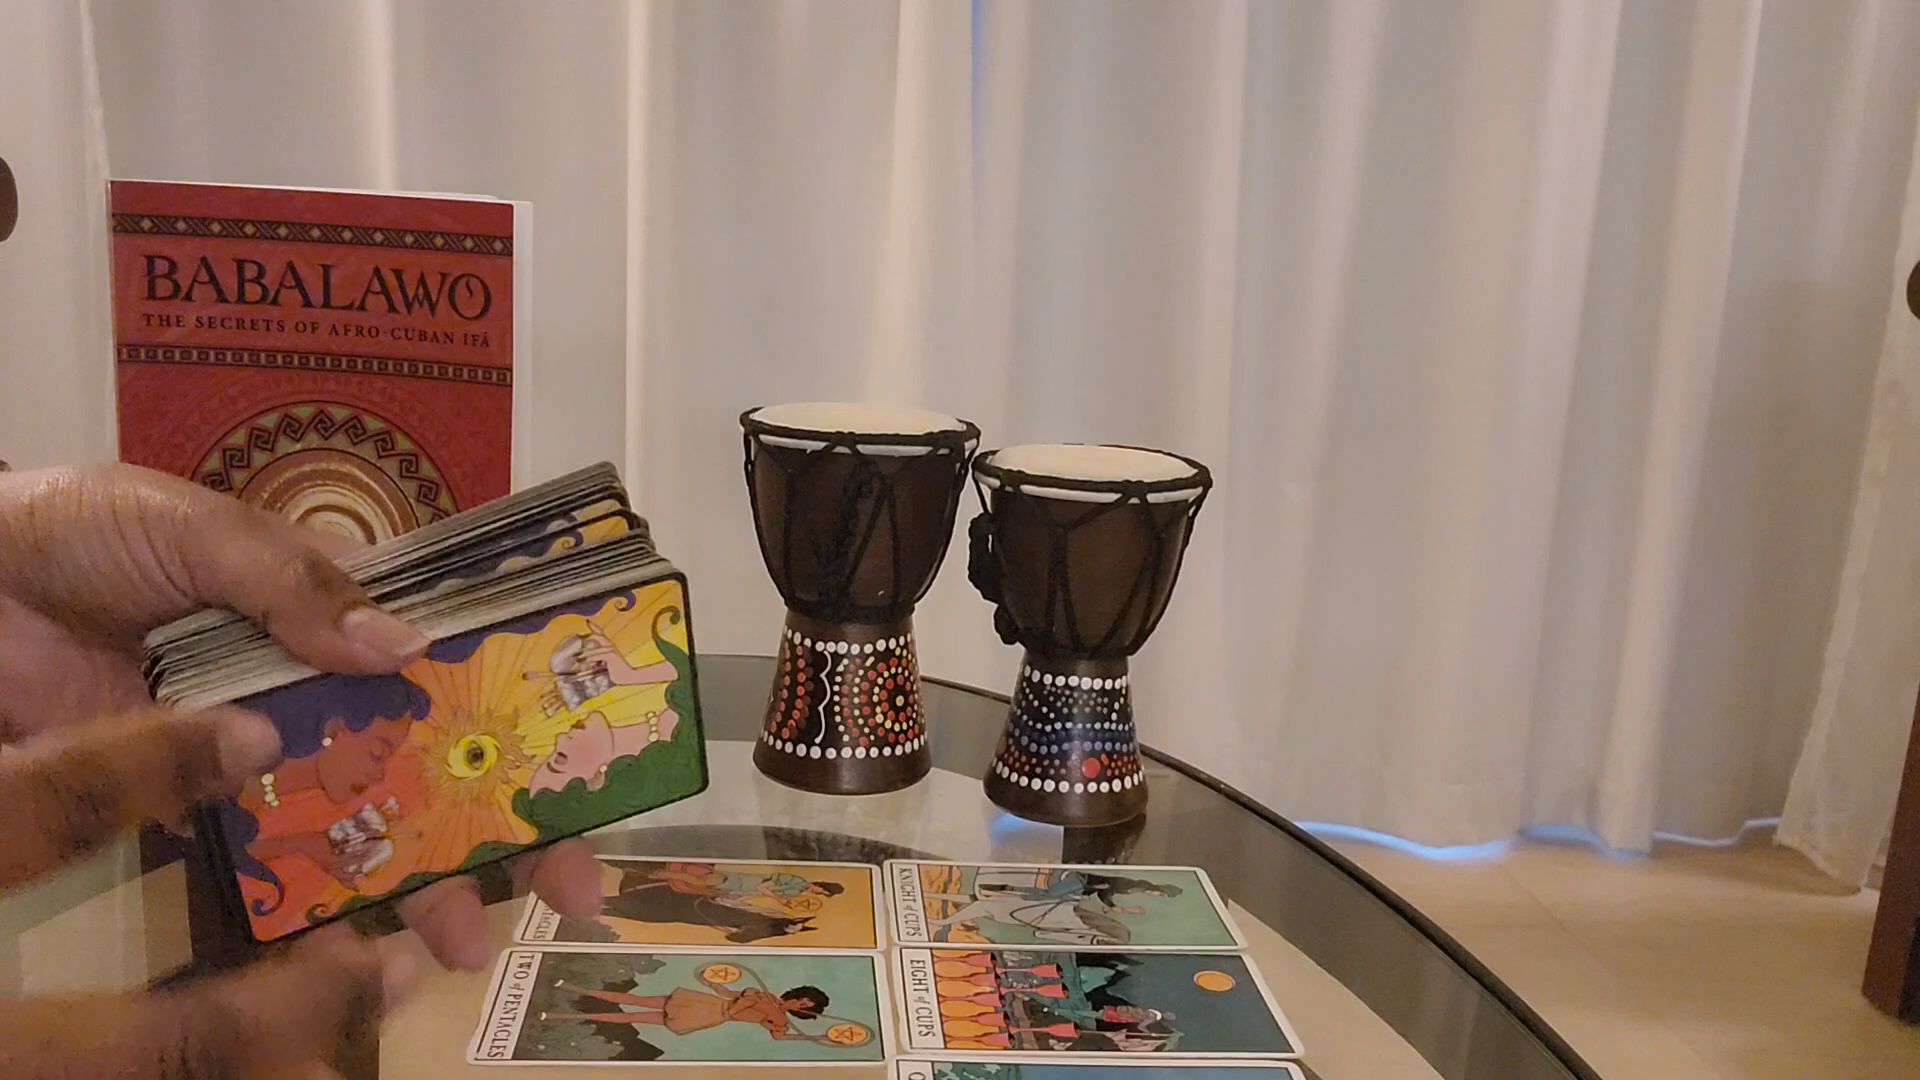 BABALAWO
THE SECRETS OF AFRO-CUBAN IFÁ
KNIGHT of CUPS
TWO of PENTACLES
EIGHT of CUPS